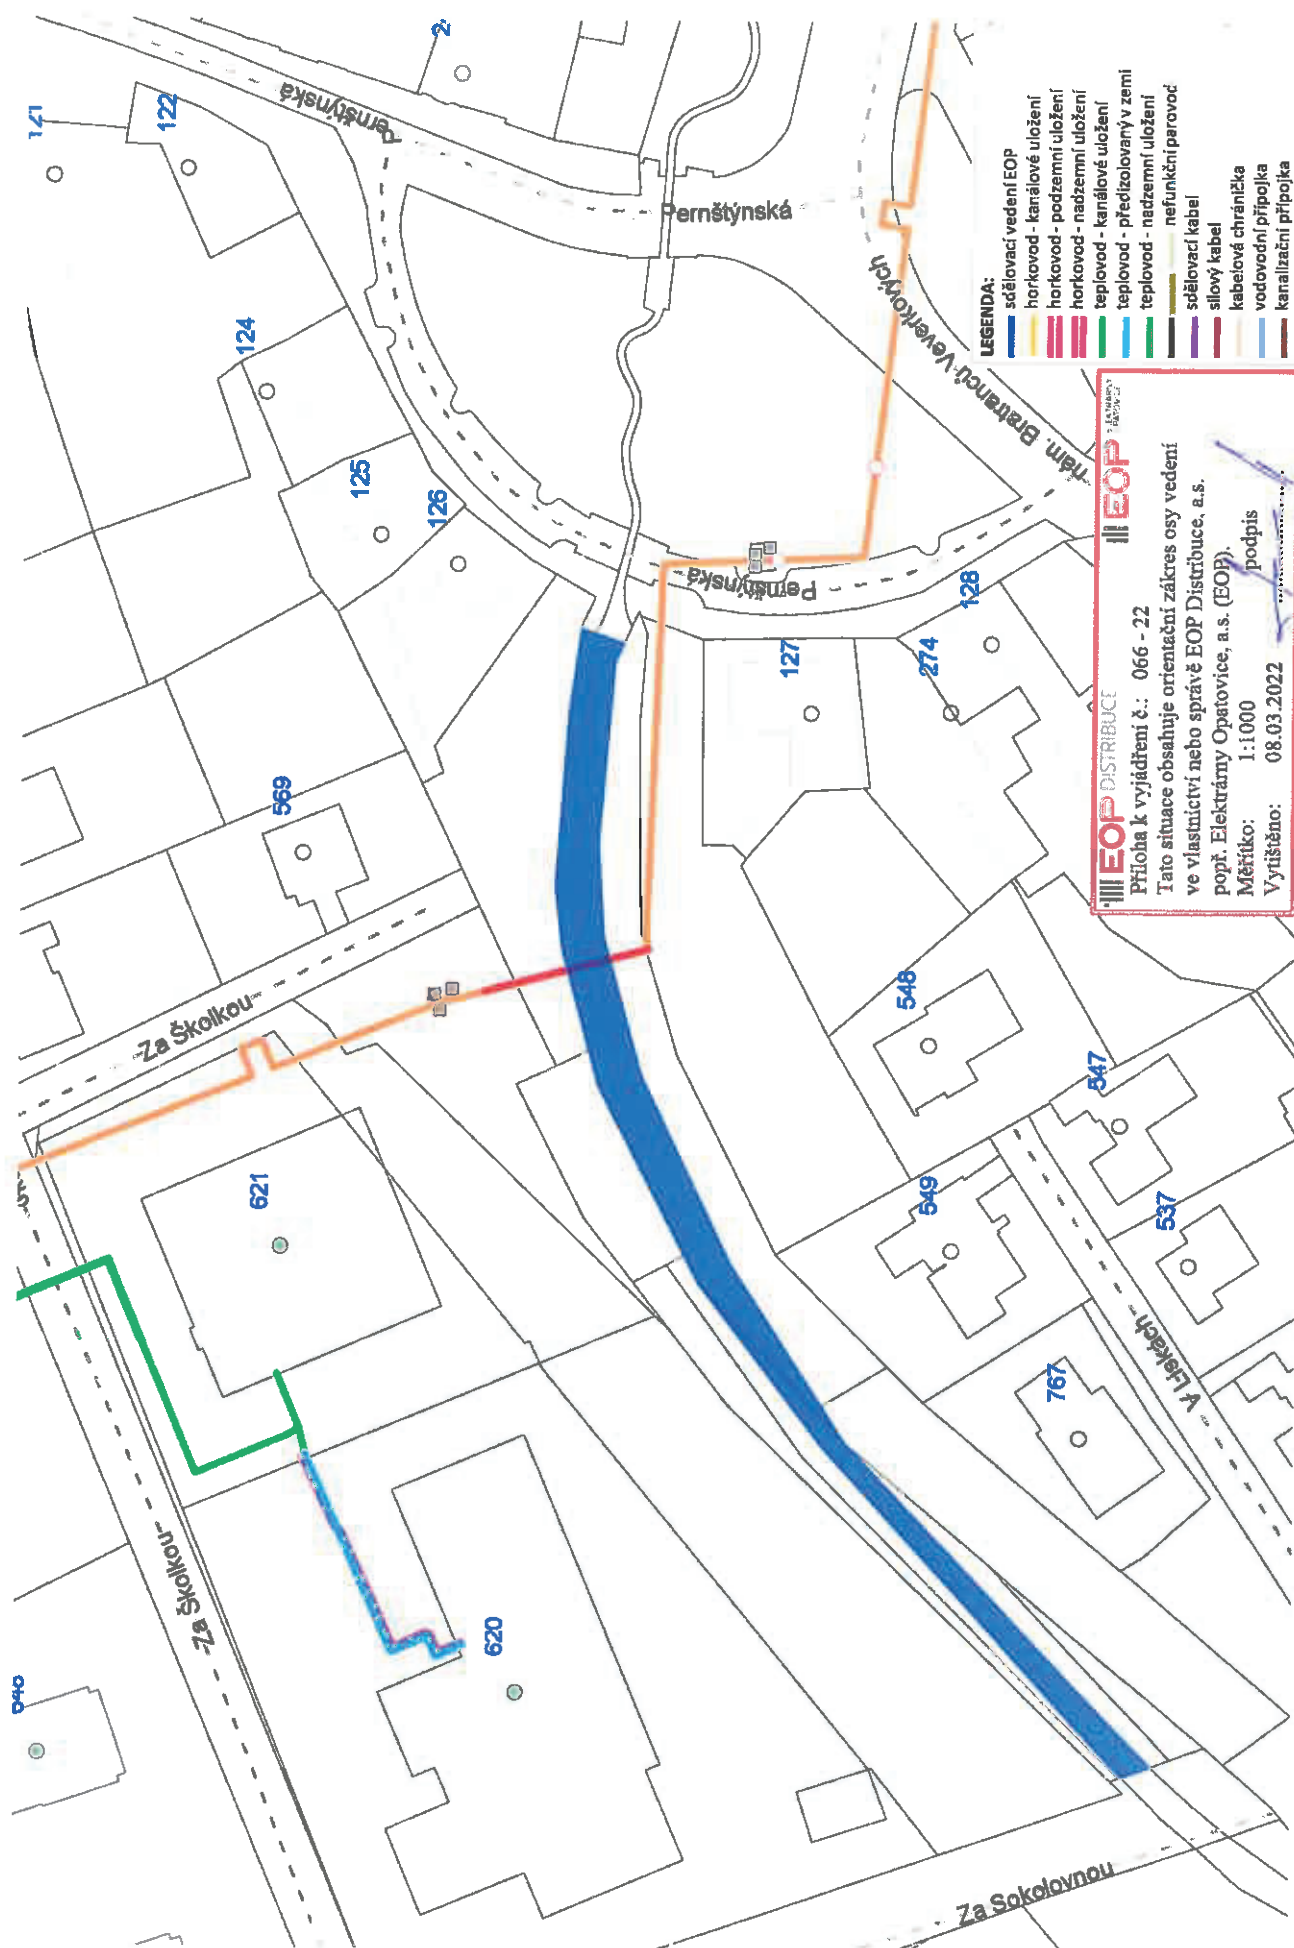 122
Pernštýnská
124
125
126
Pernštýnská
569
Za Školkou
621
Pernštýnská
nám. Bratranců Veverkových
127
274
128
548
547
549
537
767
V Lískách
Za Školkou
620
Za Sokolovnou
LEGENDA:
sdělovací vedení EOP
horkovod - kanálové uložení
horkovod - podzemní uložení
horkovod - nadzemní uložení
teplovod - kanálové uložení
teplovod - předizolovaný v zemi
teplovod - nadzemní uložení
nefunkční parovod
sdělovací kabel
silový kabel
kabelová chránička
vodovodní přípojka
kanalizační přípojka
EOP DISTRIBUCE
EOP
Příloha k vyjádření č.: 066 - 22
Tato situace obsahuje orientační zákres osy vedení
ve vlastnictví nebo správě EOP Distribuce, a.s.
popř. Elektrárny Opatovice, a.s. (EOP).
Měřítko: 1:1000 podpis
Vytištěno: 08.03.2022